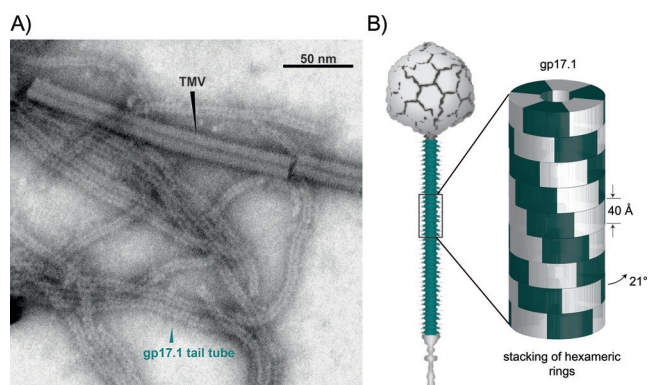 A)
50 nm
TMV
gp17.1 tail tube
B)
gp17.1
40 Å
21°
stacking of hexameric
rings